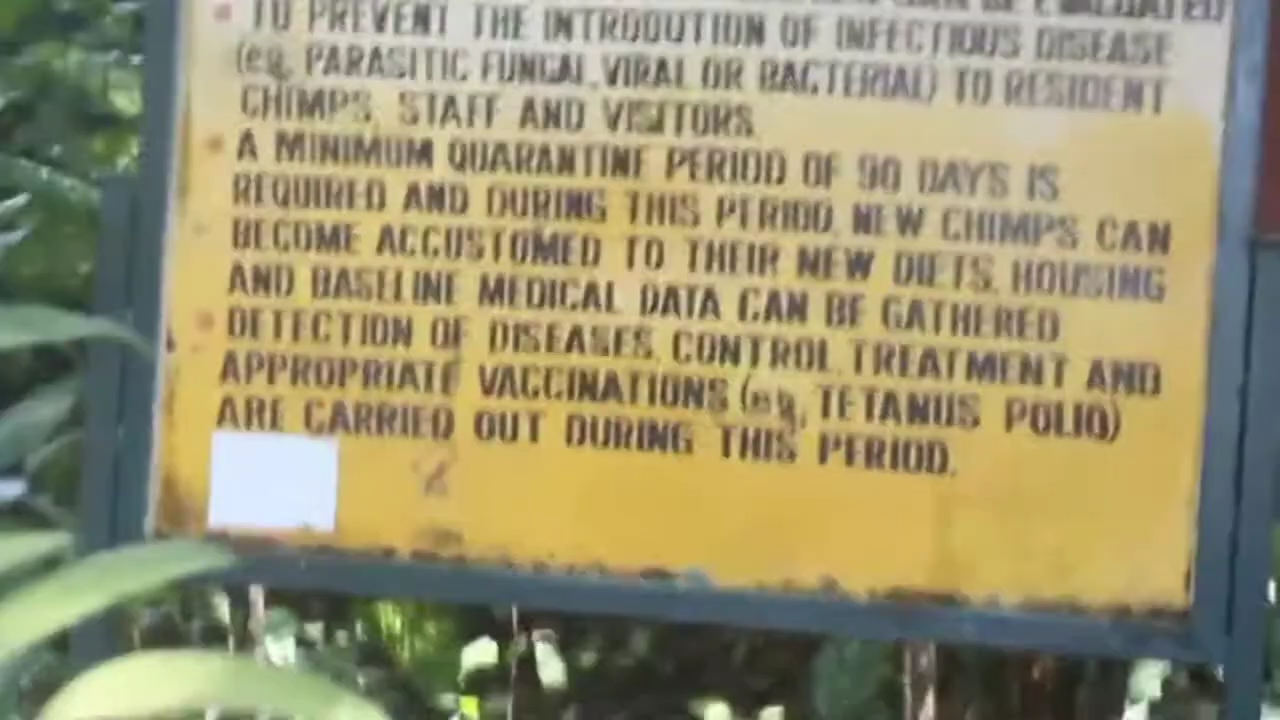 BE EVALUATED
TO PREVENT THE INTRODUTION OF INFECTIOUS DISEASE
(eg, PARASITIC FUNGAL, VIRAL OR BACTERIAL) TO RESIDENT
CHIMPS, STAFF AND VISITORS
A MINIMUM QUARANTINE PERIOD OF 90 DAYS IS
REQUIRED AND DURING THIS PERIOD, NEW CHIMPS CAN
BECOME ACCUSTOMED TO THEIR NEW DIETS, HOUSING
AND BASELINE MEDICAL DATA CAN BE GATHERED
DETECTION OF DISEASES, CONTROL, TREATMENT AND
APPROPRIATE VACCINATIONS (eg, TETANUS POLIO)
ARE CARRIED OUT DURING THIS PERIOD.